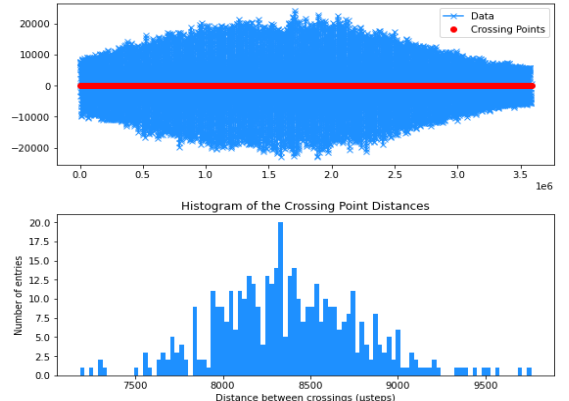 20000
10000
0
−10000
−20000
Data
Crossing Points
0.0 0.5 1.0 1.5 2.0 2.5 3.0 3.5
1e6
Histogram of the Crossing Point Distances
Number of entries
20.0
17.5
15.0
12.5
10.0
7.5
5.0
2.5
0.0
7500 8000 8500 9000 9500
Distance between crossings (μsteps)